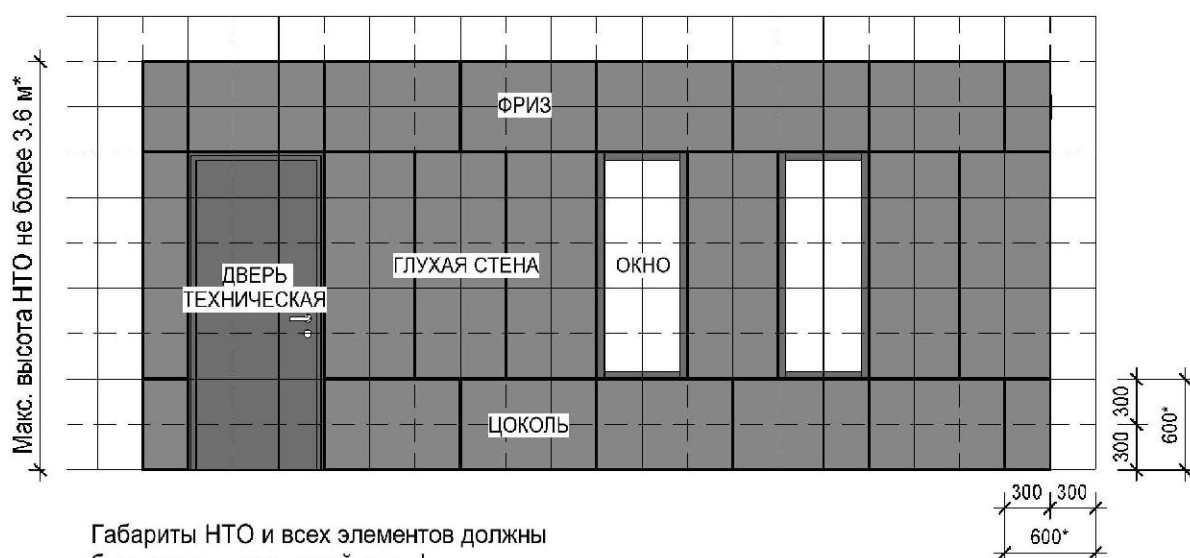 Макс. высота НТО не более 3.6 м*
ФРИЗ
ДВЕРЬ
ТЕХНИЧЕСКАЯ
ГЛУХАЯ СТЕНА
ОКНО
ЦОКОЛЬ
300
300
600*
300 300
600*
Габариты НТО и всех элементов должны